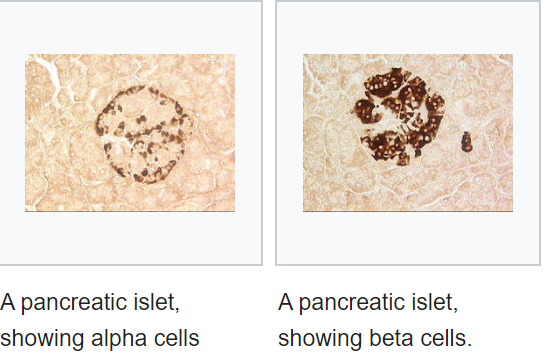 A pancreatic islet,
showing alpha cells
A pancreatic islet,
showing beta cells.